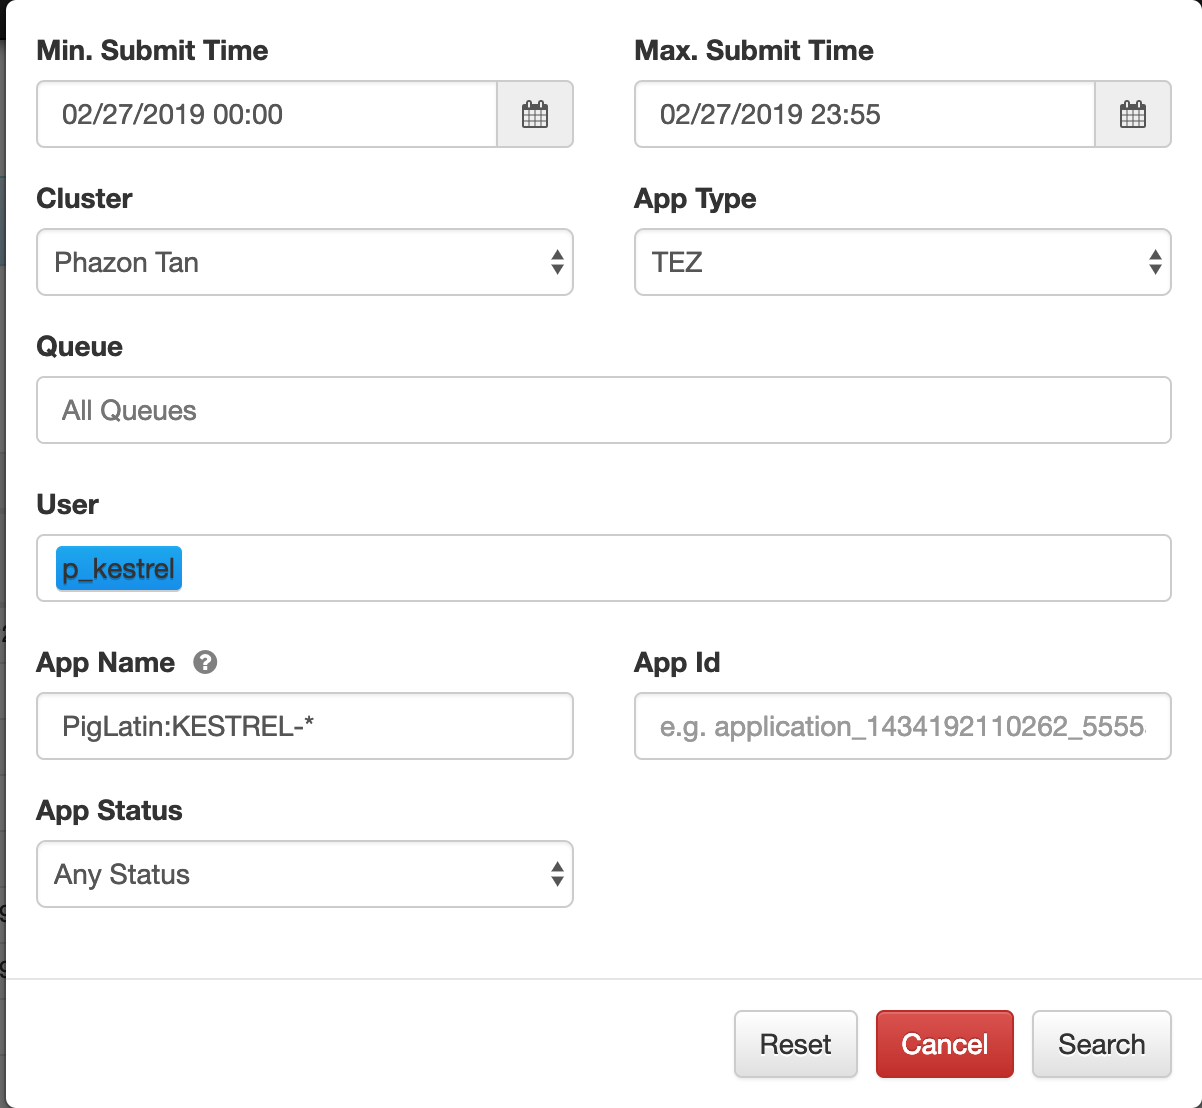 Min. Submit Time
Max. Submit Time
02/27/2019 00:00
02/27/2019 23:55
Cluster
App Type
Phazon Tan
TEZ
Queue
All Queues
User
p_kestrel
App Name ?
App Id
PigLatin:KESTREL-*
e.g. application_1434192110262_5555
App Status
Any Status
Reset
Cancel
Search